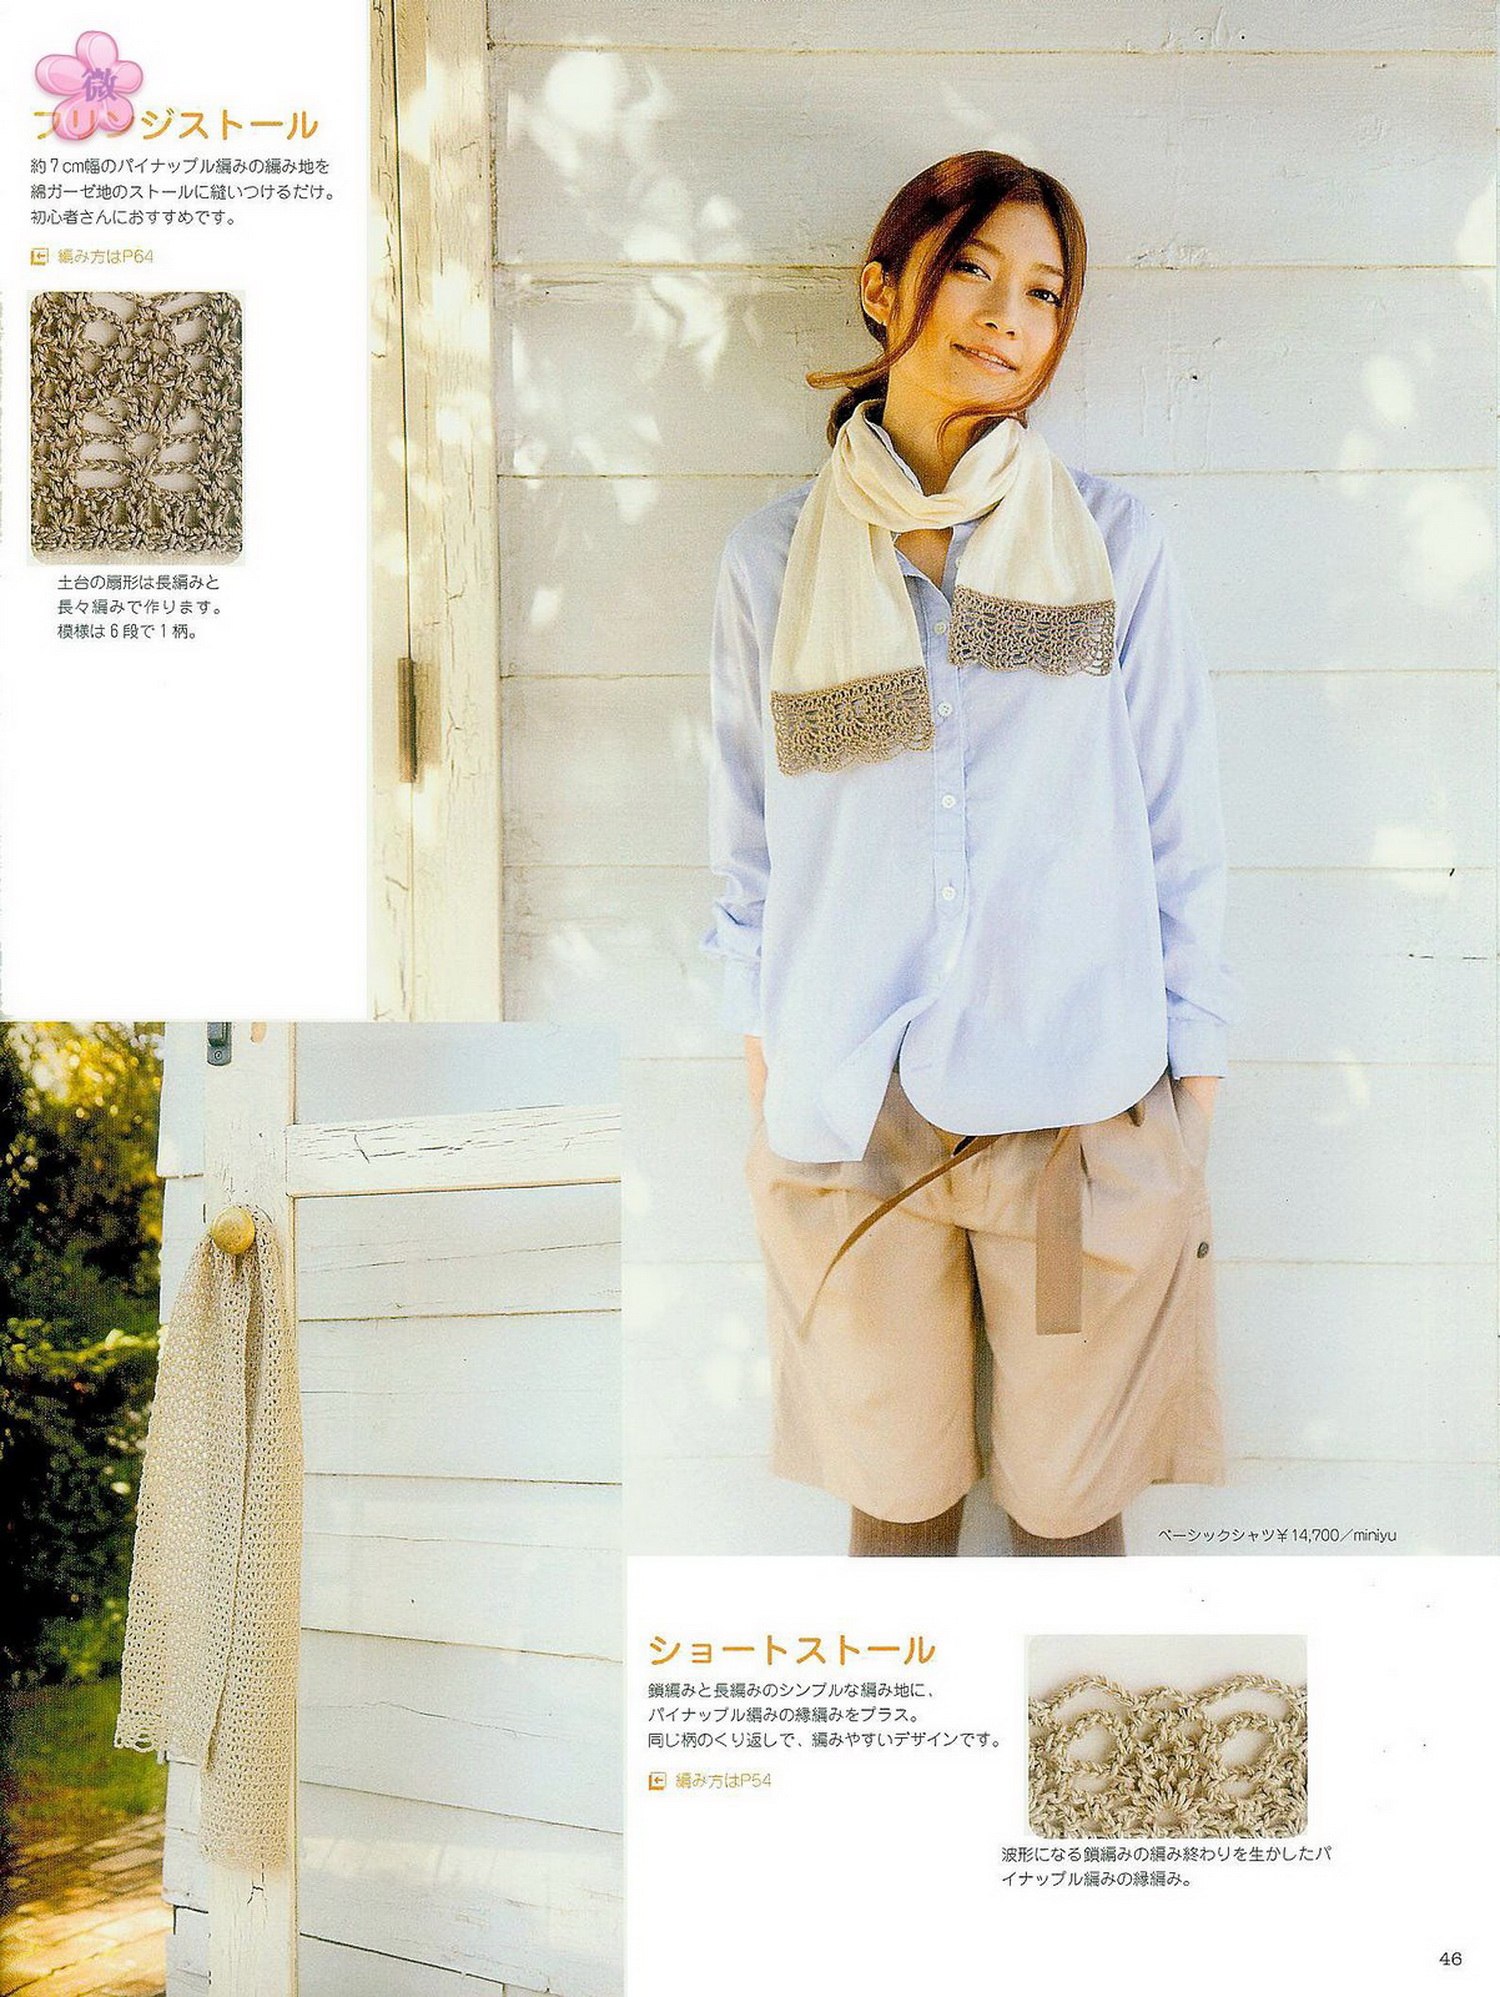 微
フリンジストール
約7cm幅のパイナップル編みの編み地を
綿ガーゼ地のストールに縫いつけるだけ。
初心者さんにおすすめです。
編み方はP64
土台の扇形は長編みと
長々編みで作ります。
模様は6段で1柄。
ベーシックシャツ¥14,700／miniyu
ショートストール
鎖編みと長編みのシンプルな編み地に、
パイナップル編みの縁編みをプラス。
同じ柄のくり返しで、編みやすいデザインです。
編み方はP54
波形になる鎖編みの編み終わりを生かしたパ
イナップル編みの縁編み。
46